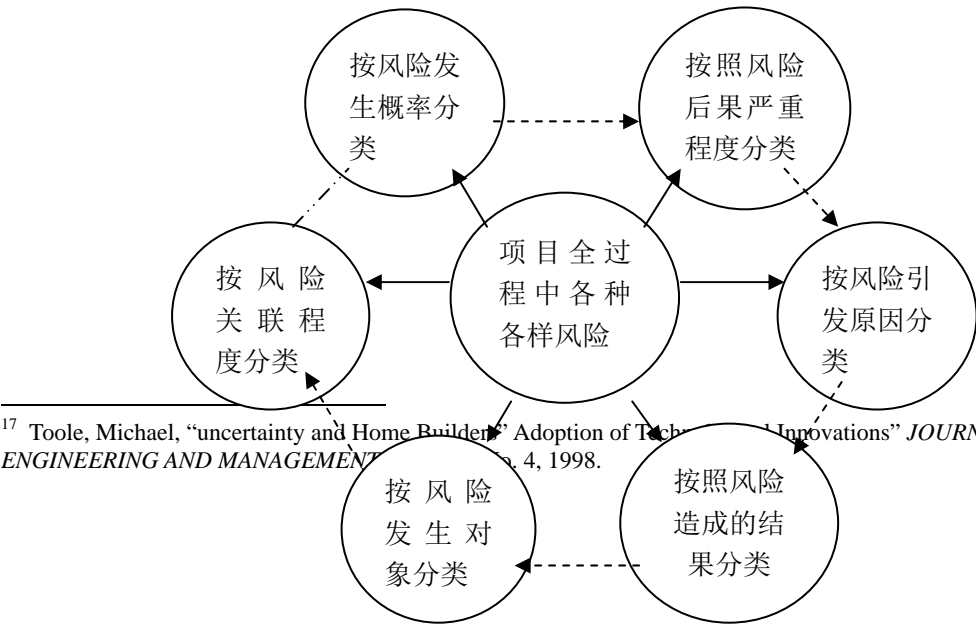 按风险发
生概率分
类
按照风险
后果严重
程度分类
项目全过
程中各种
各样风险
按风险
关联程
度分类
按风险引
发原因分
类
17 Toole, Michael, “uncertainty and Home Builders” Adoption of Innovations” JOURN
ENGINEERING AND MANAGEMENT 4, 1998.
按风险
发生对
象分类
按照风险
造成的结
果分类